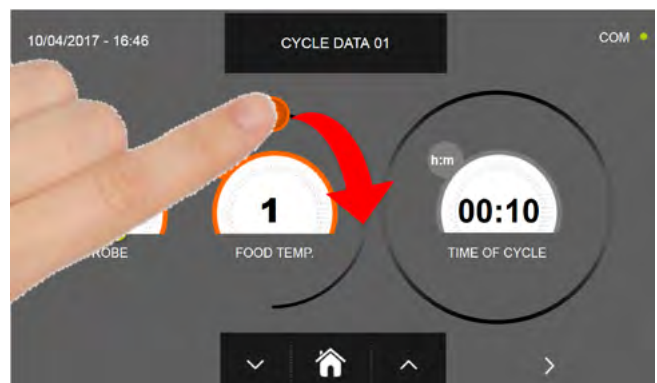 10/04/2017 - 16:46
CYCLE DATA 01
COM
h:m
1
00:10
ROBE
FOOD TEMP.
TIME OF CYCLE